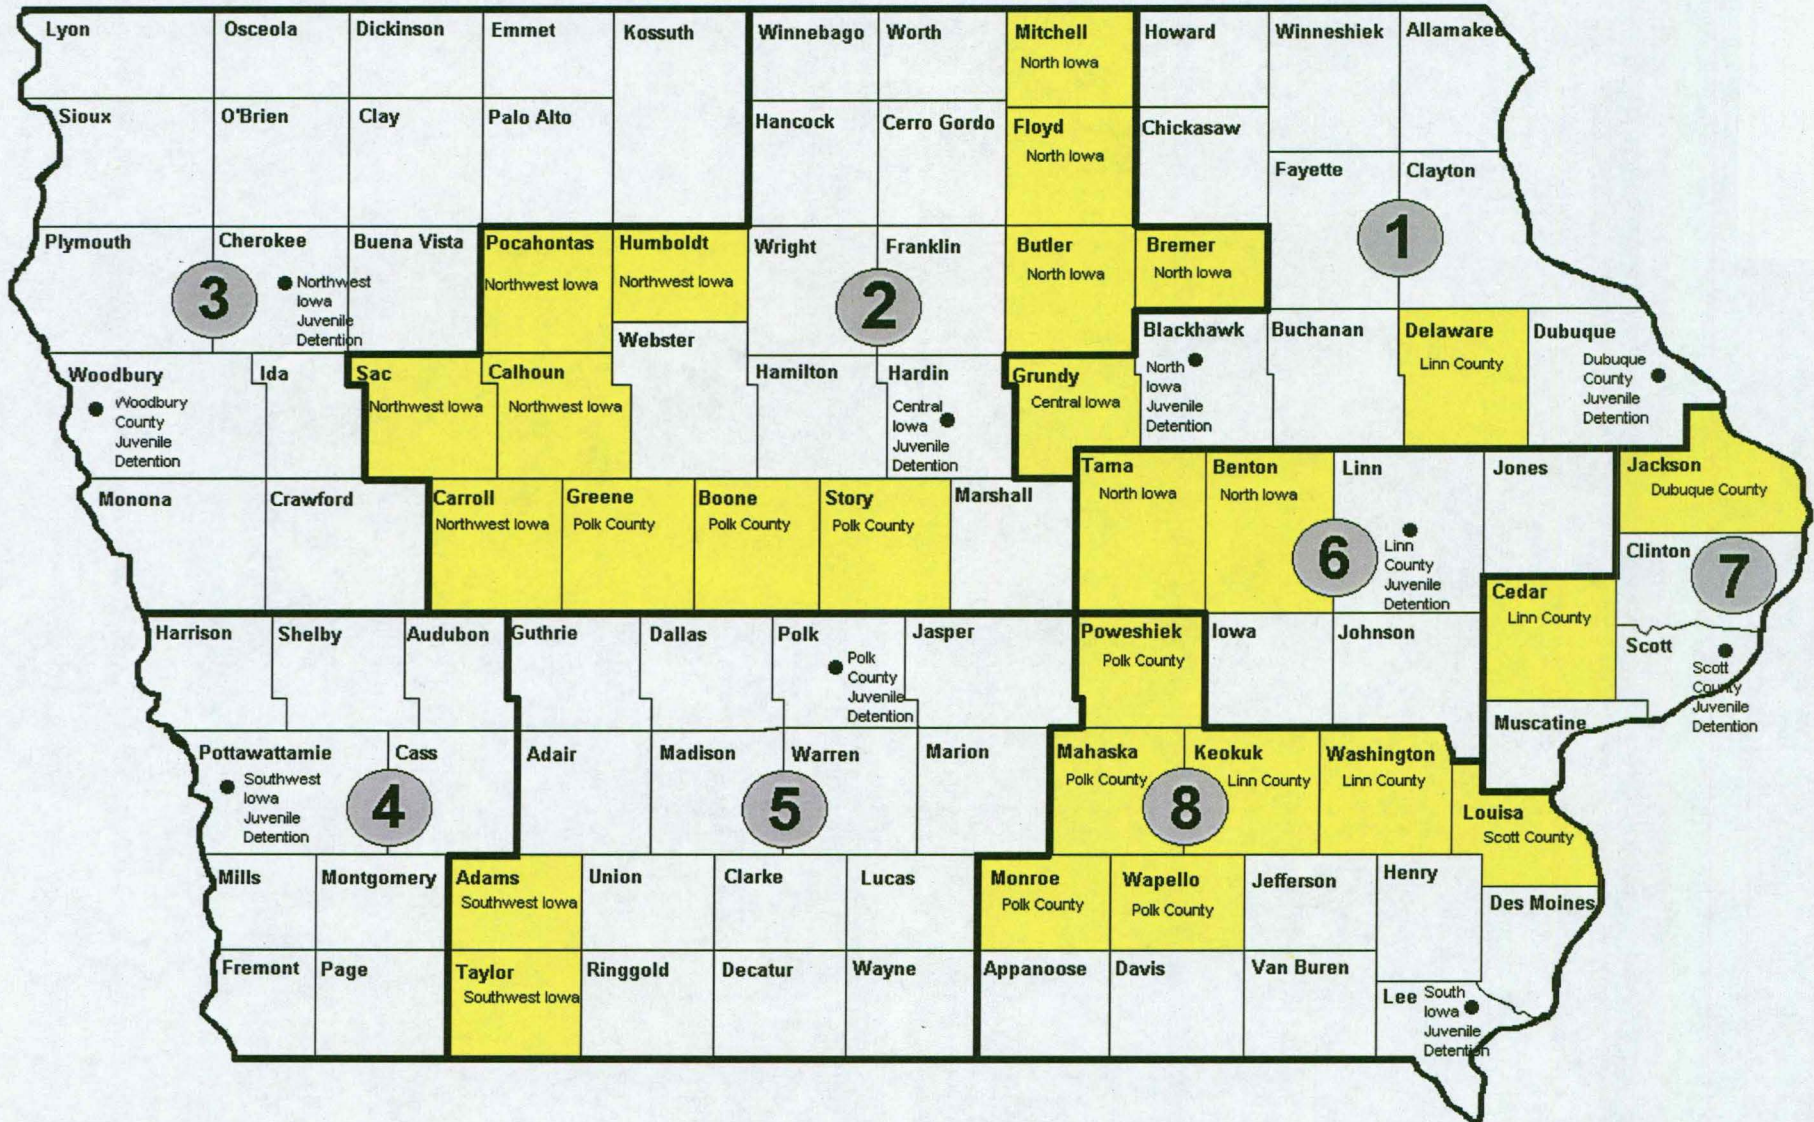 Lyon
Osceola
Dickinson
Emmet
Kossuth
Winnebago
Worth
Mitchell
North Iowa
Howard
Winneshiek
Allamakee
Sioux
O'Brien
Clay
Palo Alto
Hancock
Cerro Gordo
Floyd
North Iowa
Chickasaw
Fayette
Clayton
1
Plymouth
Cherokee
Northwest
Iowa
Juvenile
Detention
3
Buena Vista
Pocahontas
Northwest Iowa
Humboldt
Northwest Iowa
Wright
Franklin
2
Butler
North Iowa
Bremer
North Iowa
Webster
Blackhawk
North
Iowa
Juvenile
Detention
Buchanan
Delaware
Linn County
Dubuque
Dubuque
County
Juvenile
Detention
Woodbury
Woodbury
County
Juvenile
Detention
Ida
Sac
Northwest Iowa
Calhoun
Northwest Iowa
Hamilton
Hardin
Central
Iowa
Juvenile
Detention
Grundy
Central Iowa
Tama
North Iowa
Benton
North Iowa
Linn
Linn
County
Juvenile
Detention
6
Jones
Jackson
Dubuque County
Monona
Crawford
Carroll
Northwest Iowa
Greene
Polk County
Boone
Polk County
Story
Polk County
Marshall
Clinton
7
Cedar
Linn County
Harrison
Shelby
Audubon
Guthrie
Dallas
Polk
Polk
County
Juvenile
Detention
Jasper
Poweshiek
Polk County
Iowa
Johnson
Scott
Scott
County
Juvenile
Detention
Muscatine
Pottawattamie
Southwest
Iowa
Juvenile
Detention
Cass
4
Adair
Madison
Warren
5
Marion
Mahaska
Polk County
Keokuk
Linn County
8
Washington
Linn County
Louisa
Scott County
Mills
Montgomery
Adams
Southwest Iowa
Union
Clarke
Lucas
Monroe
Polk County
Wapello
Polk County
Jefferson
Henry
Des Moines
Fremont
Page
Taylor
Southwest Iowa
Ringgold
Decatur
Wayne
Appanoose
Davis
Van Buren
Lee
South
Iowa
Juvenile
Detention